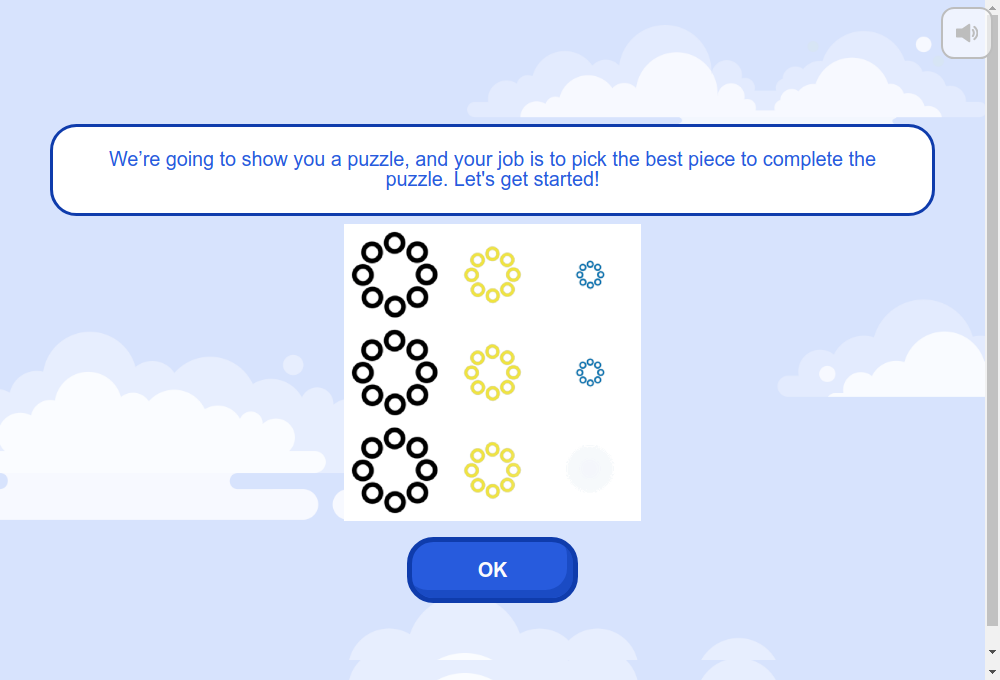 We’re going to show you a puzzle, and your job is to pick the best piece to complete the
puzzle. Let's get started!
OK